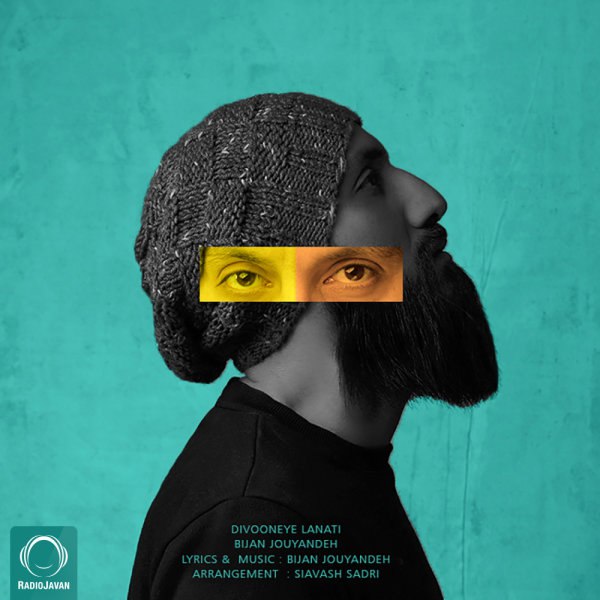 DIVOONEYE LANATI
BIJAN JOUYANDEH
LYRICS & MUSIC : BIJAN JOUYANDEH
ARRANGEMENT : SIAVASH SADRI
RADIOJAVAN